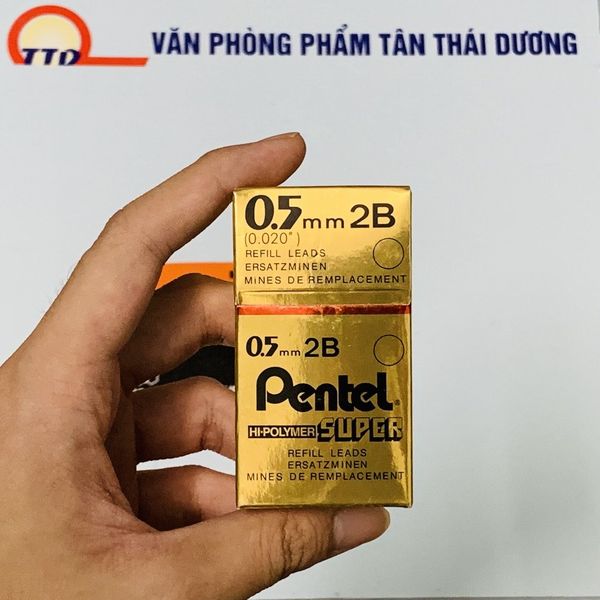 TTD
VĂN PHÒNG PHẨM TÂN THÁI DƯƠNG
0.5mm 2B
(0.020")
REFILL LEADS
ERSATZMINEN
MINES DE REMPLACEMENT
0.5mm 2B
Pentel®
HI-POLYMER SUPER
REFILL LEADS
ERSATZMINEN
MINES DE REMPLACEMENT